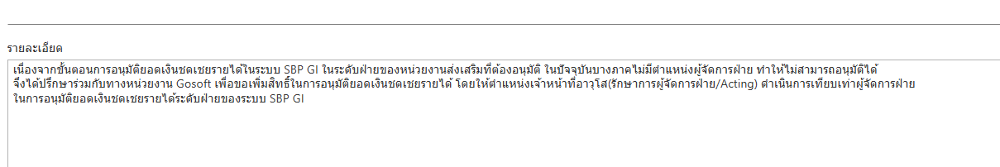 รายละเอียด
เนื่องจากขั้นตอนการอนุมัติยอดเงินชดเชยรายได้ในระบบ SBP GI ในระดับฝ่ายของหน่วยงานส่งเสริมที่ต้องอนุมัติ ในปัจจุบันบางภาคไม่มีตำแหน่งผู้จัดการฝ่าย ทำให้ไม่สามารถอนุมัติได้
จึงได้ปรึกษาร่วมกับทางหน่วยงาน Gosoft เพื่อขอเพิ่มสิทธิ์ในการอนุมัติยอดเงินชดเชยรายได้ โดยให้ตำแหน่งเจ้าหน้าที่อาวุโส(รักษาการผู้จัดการฝ่าย/Acting) ดำเนินการเทียบเท่าผู้จัดการฝ่าย
ในการอนุมัติยอดเงินชดเชยรายได้ระดับฝ่ายของระบบ SBP GI